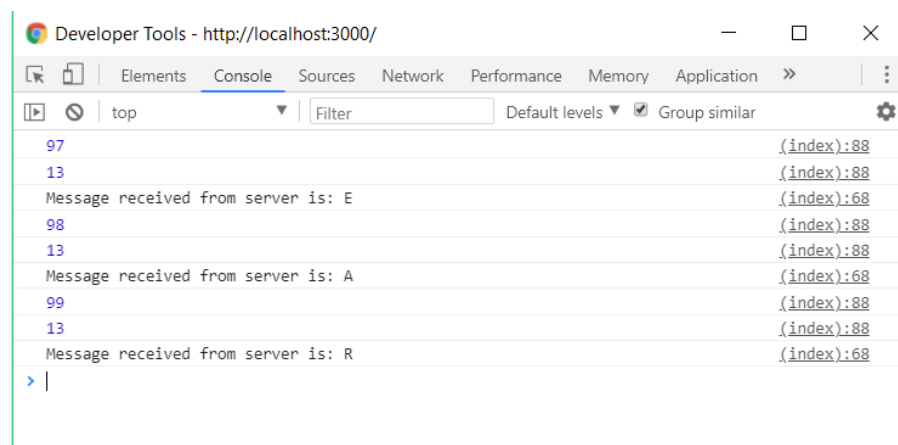 Developer Tools - http://localhost:3000/
Elements Console Sources Network Performance Memory Application »
top ▼ Filter Default levels ▼ Group similar
97 (index):88
13 (index):88
Message received from server is: E (index):68
98 (index):88
13 (index):88
Message received from server is: A (index):68
99 (index):88
13 (index):88
Message received from server is: R (index):68
>